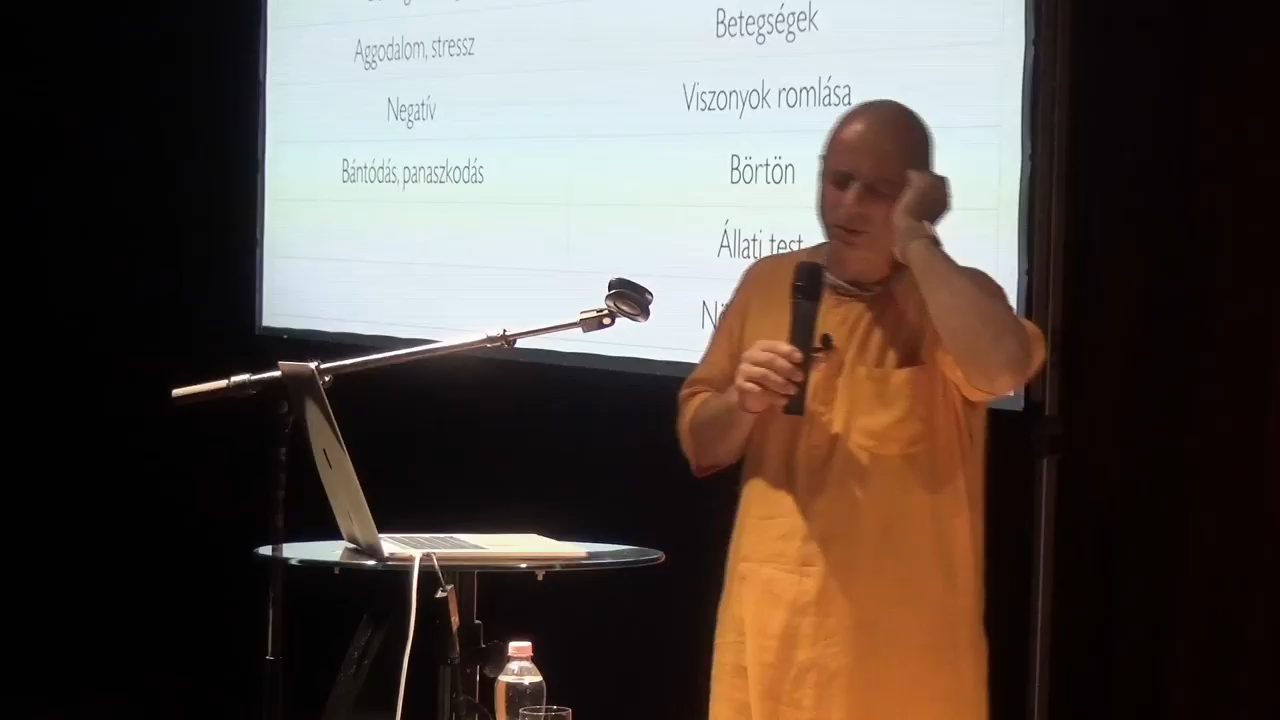 Aggodalom, stressz
Negatív
Bántódás, panaszkodás
Betegségek
Viszonyok romlása
Börtön
Állati test